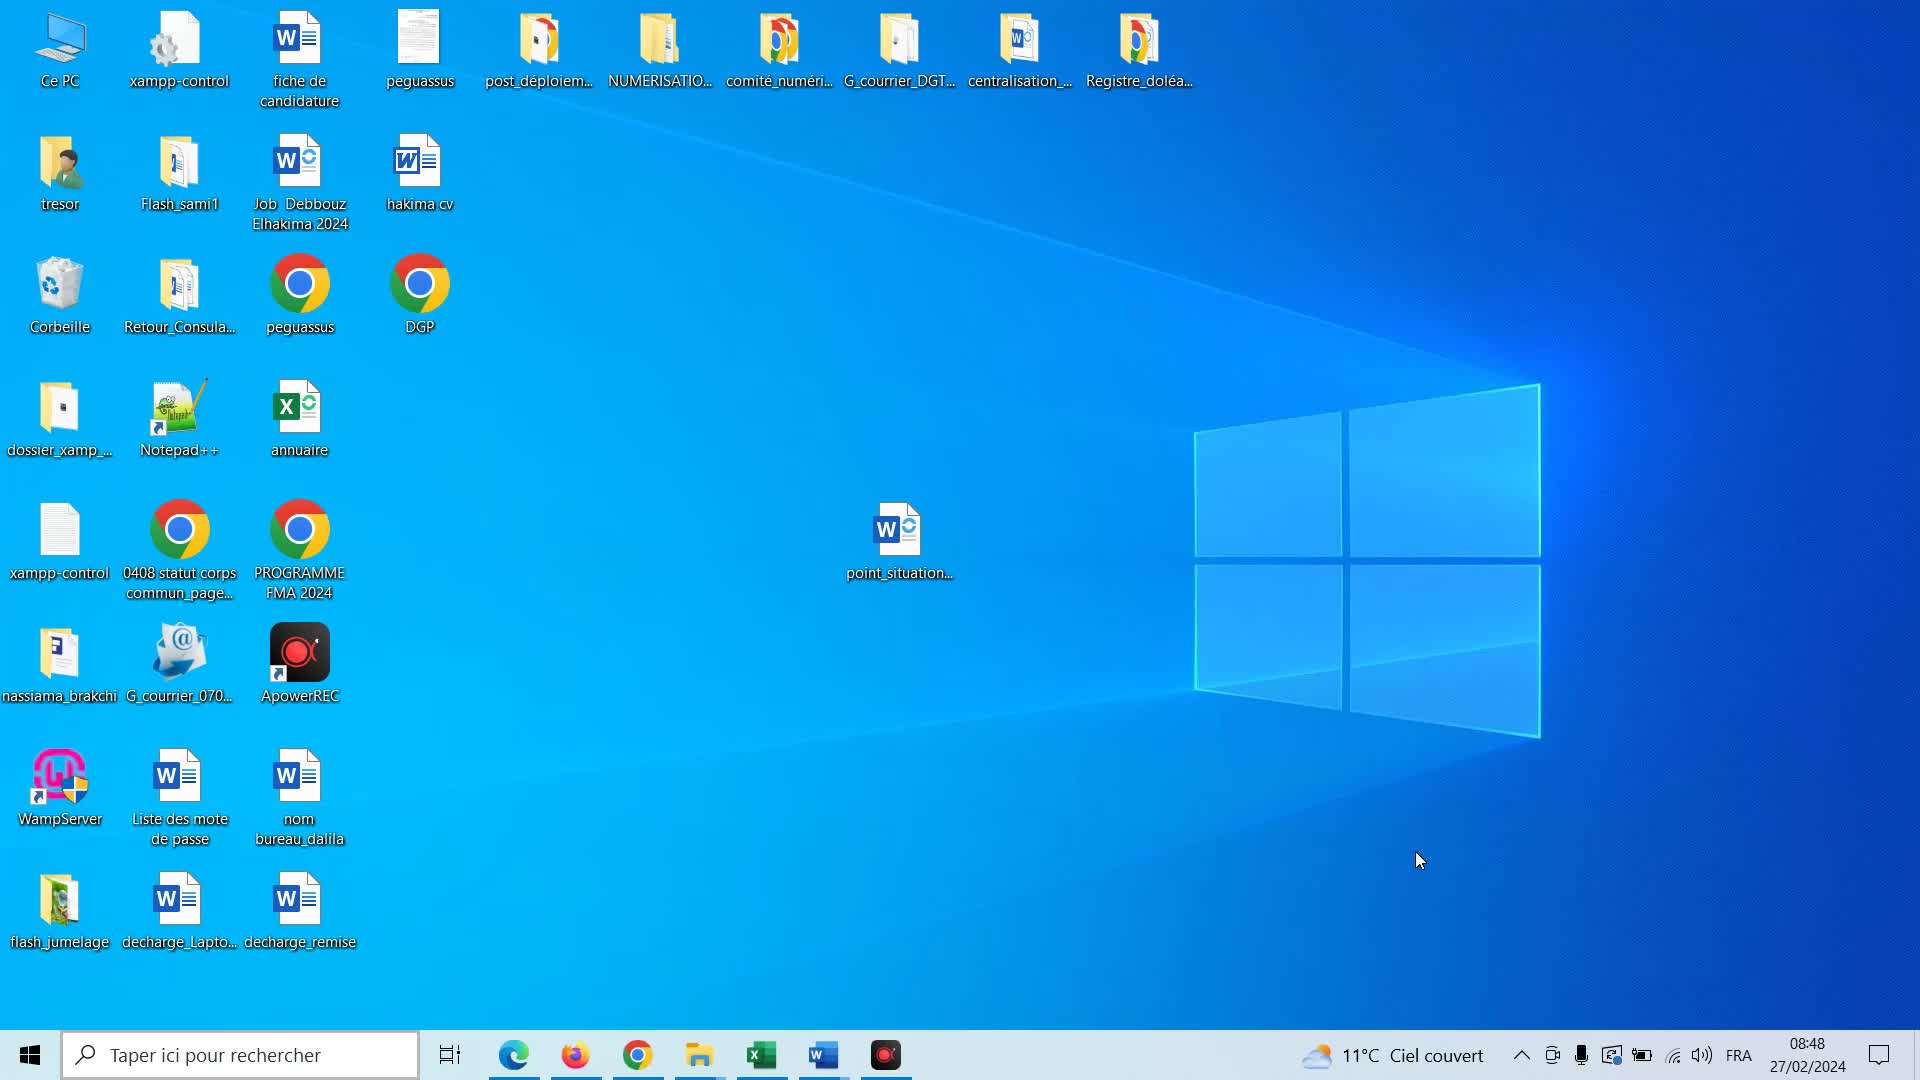 Ce PC
xampp-control
fiche de
candidature
peguassus
post_déploiem...
NUMERISATIO...
comité_numéri...
G_courrier_DGT...
centralisation_...
Registre_doléa...
tresor
Flash_sami1
Job Debbouz
Elhakima 2024
hakima cv
Corbeille
Retour_Consula...
peguassus
DGP
dossier_xamp_...
Notepad++
annuaire
xampp-control
0408 statut corps
commun_page...
PROGRAMME
FMA 2024
point_situation...
nassiama_brakchi
G_courrier_070...
ApowerREC
WampServer
Liste des mote
de passe
nom
bureau_dalila
flash_jumelage
decharge_Lapto...
decharge_remise
Taper ici pour rechercher
11°C Ciel couvert
FRA
08:48
27/02/2024